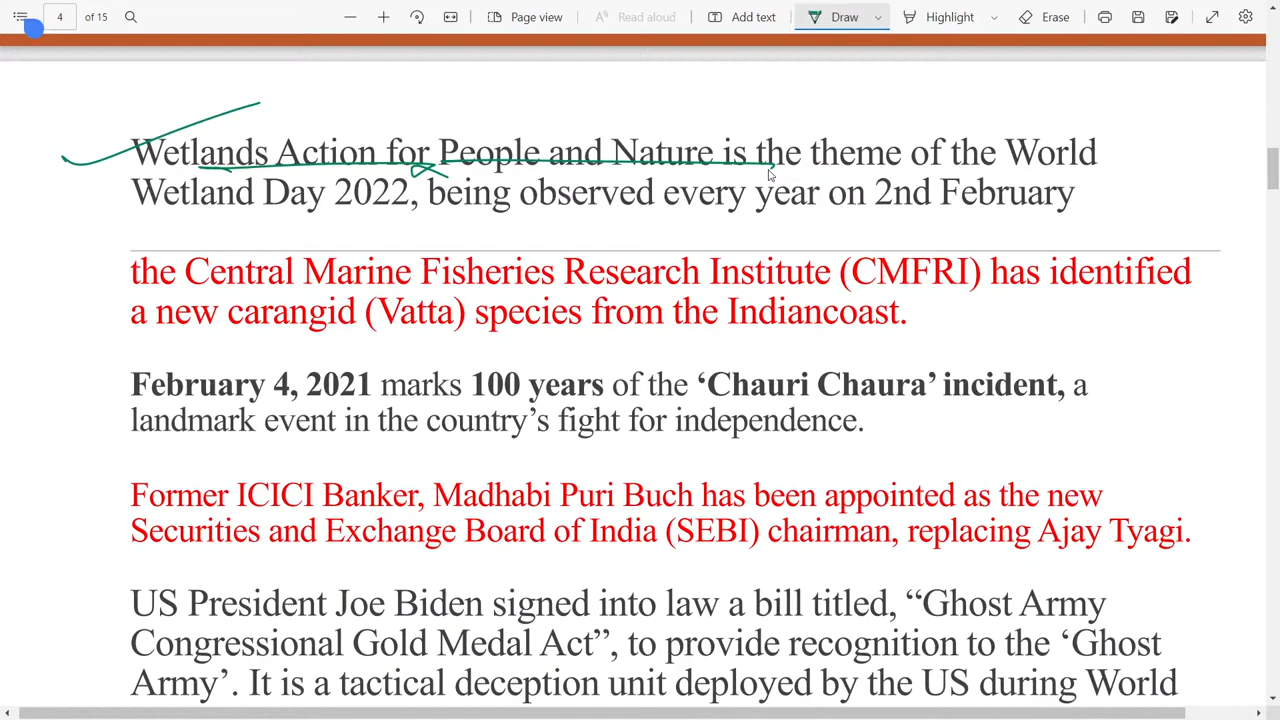 4 of 15 Page view Read aloud Add text Draw Highlight Erase
Wetlands Action for People and Nature is the theme of the World
Wetland Day 2022, being observed every year on 2nd February
the Central Marine Fisheries Research Institute (CMFRI) has identified
a new carangid (Vatta) species from the Indiancoast.
February 4, 2021 marks 100 years of the ‘Chauri Chaura’ incident, a
landmark event in the country’s fight for independence.
Former ICICI Banker, Madhabi Puri Buch has been appointed as the new
Securities and Exchange Board of India (SEBI) chairman, replacing Ajay Tyagi.
US President Joe Biden signed into law a bill titled, “Ghost Army
Congressional Gold Medal Act”, to provide recognition to the ‘Ghost
Army’. It is a tactical deception unit deployed by the US during World